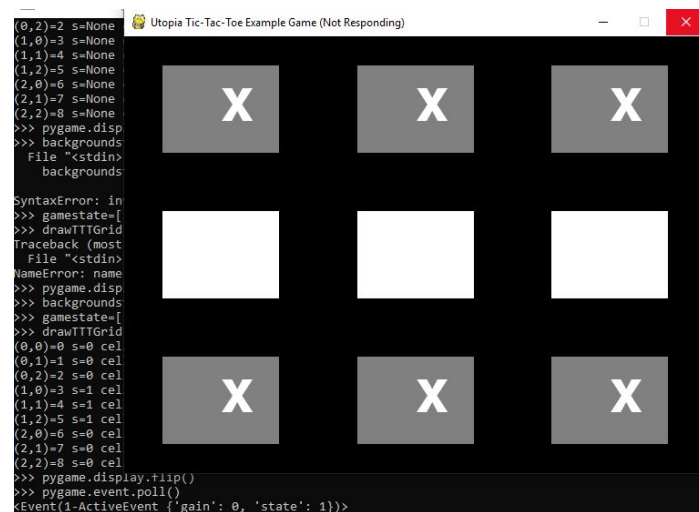 Utopia Tic-Tac-Toe Example Game (Not Responding)
(0,2)=2 s=None
(1,0)=3 s=None
(1,1)=4 s=None
(1,2)=5 s=None
(2,0)=6 s=None
(2,1)=7 s=None
(2,2)=8 s=None
>>> pygame.disp
>>> backgrounds
File "<stdin>
backgrounds
SyntaxError: in
>>> gamestate=[
>>> drawTTTGrid
Traceback (most
File "<stdin>
NameError: name
>>> pygame.disp
>>> backgrounds
>>> gamestate=[
>>> drawTTTGrid
(0,0)=0 s=0 cel
(0,1)=1 s=0 cel
(0,2)=2 s=0 cel
(1,0)=3 s=1 cel
(1,1)=4 s=1 cel
(1,2)=5 s=1 cel
(2,0)=6 s=0 cel
(2,1)=7 s=0 cel
(2,2)=8 s=0 cel
>>> pygame.display.flip()
>>> pygame.event.poll()
<Event(1-ActiveEvent {'gain': 0, 'state': 1})>
X X X
X X X